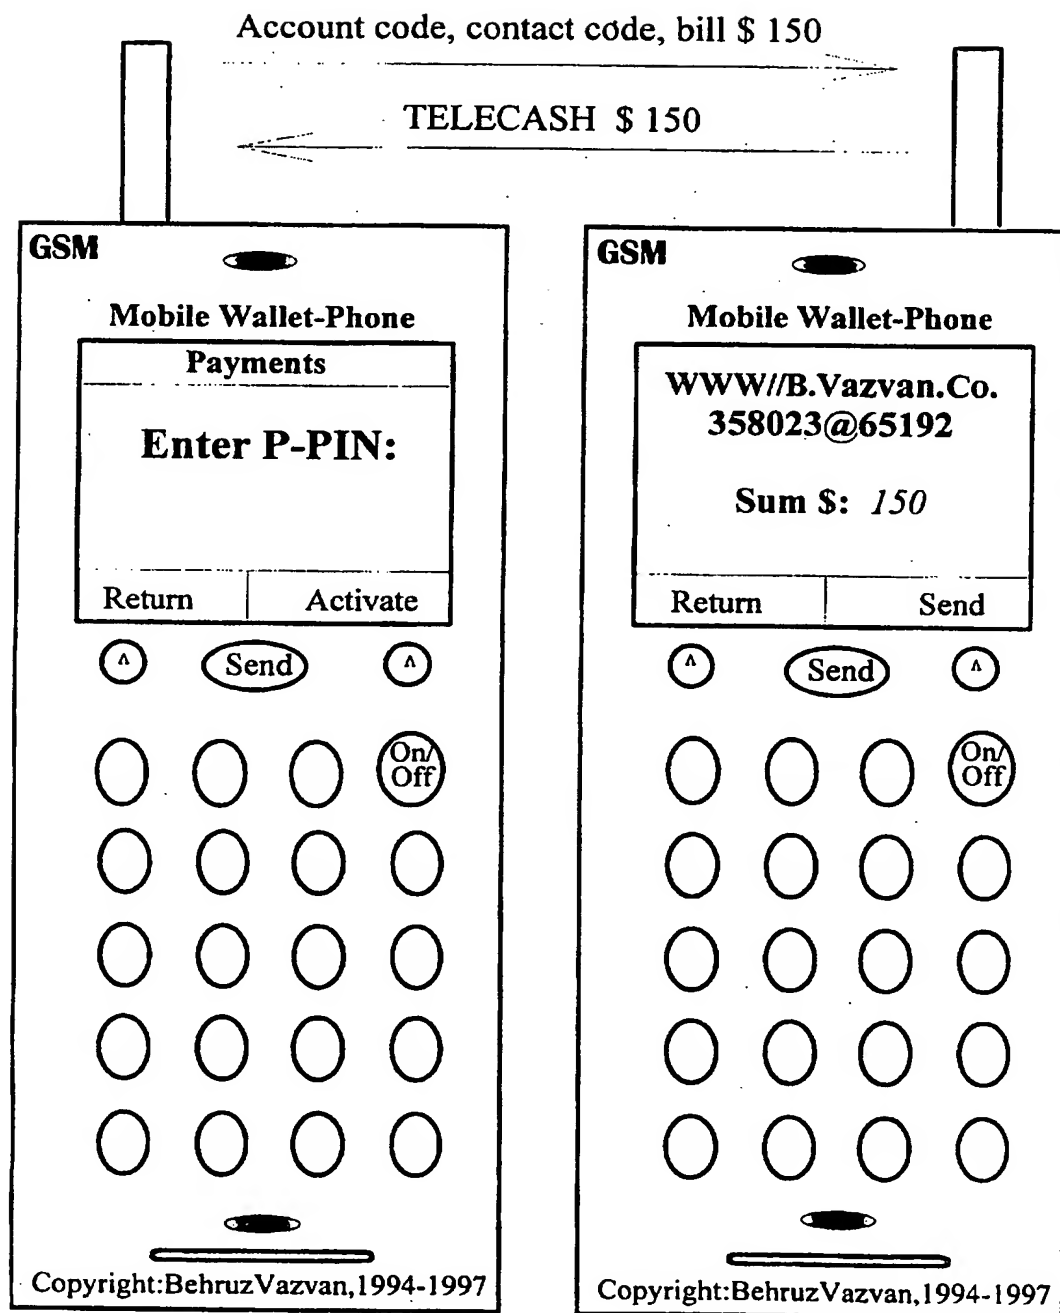 Account code, contact code, bill $ 150
TELECASH $ 150
GSM
Mobile Wallet-Phone
Payments
Enter P-PIN:
Return Activate
^ Send ^
On/
Off
Copyright:BehruzVazvan,1994-1997
GSM
Mobile Wallet-Phone
WWW//B.Vazvan.Co.
358023@65192
Sum $: 150
Return Send
^ Send ^
On/
Off
Copyright:BehruzVazvan,1994-1997